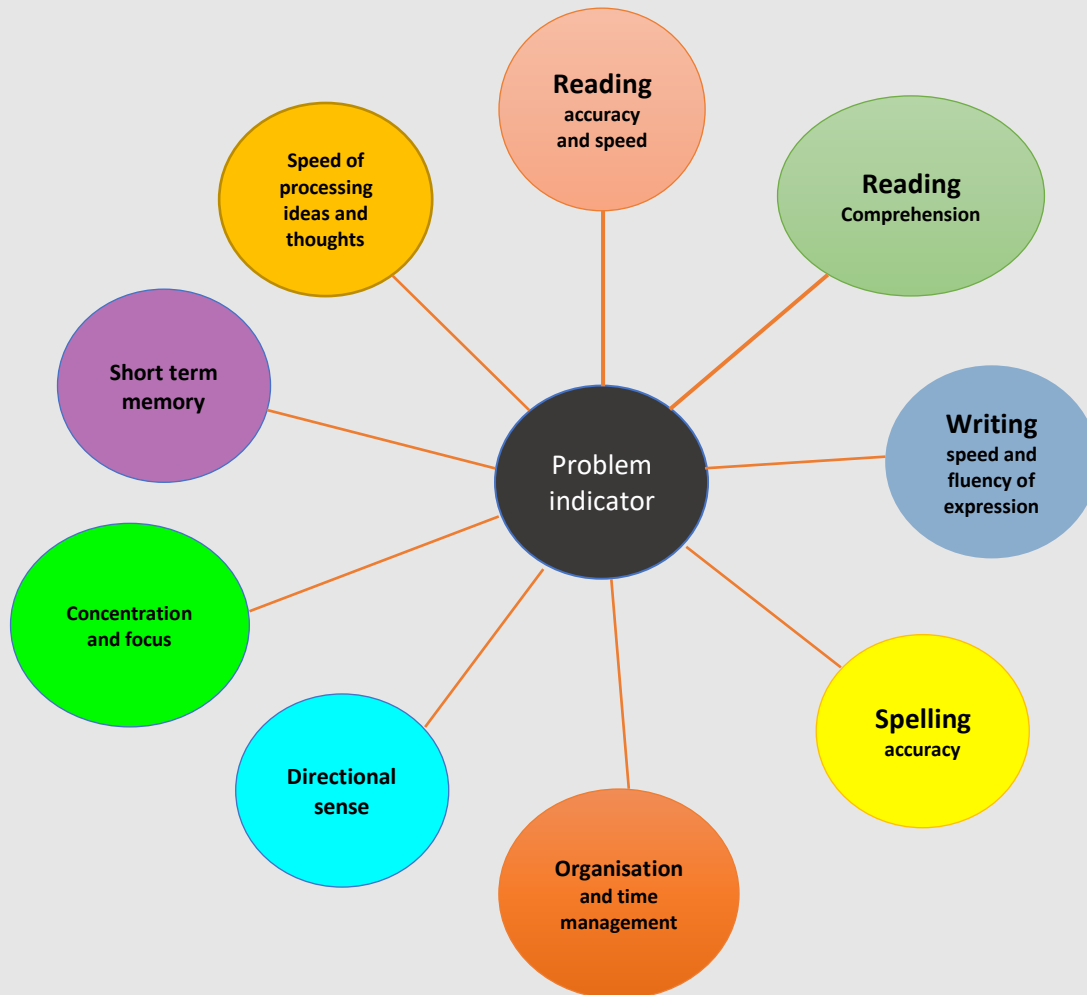 Reading
accuracy
and speed
Reading
Comprehension
Writing
speed and
fluency of
expression
Spelling
accuracy
Organisation
and time
management
Directional
sense
Concentration
and focus
Short term
memory
Speed of
processing
ideas and
thoughts
Problem
indicator